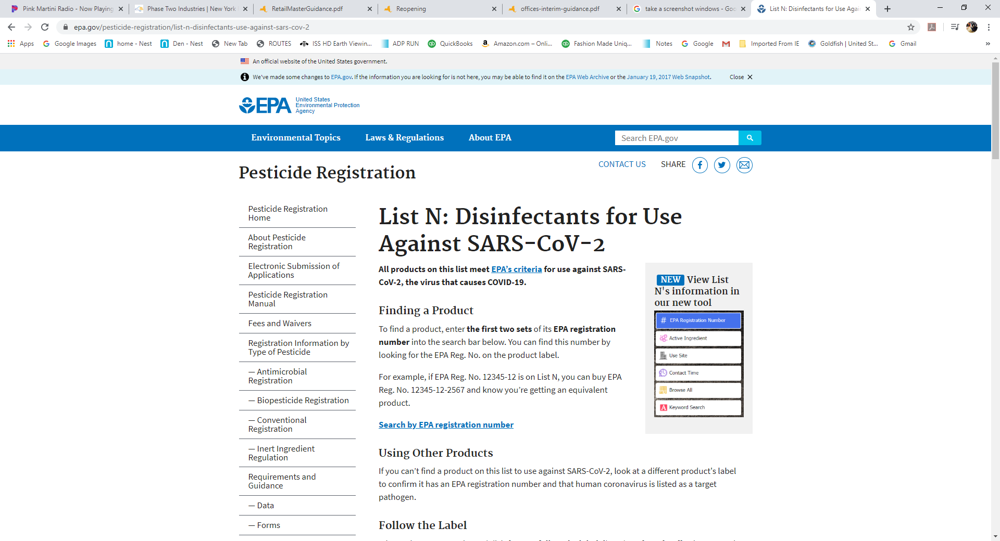 Pink Martini Radio - Now Playing
Phase Two Industries | New York
RetailMasterGuidance.pdf
Reopening
offices-interim-guidance.pdf
take a screenshot windows - Goo
List N: Disinfectants for Use Agai
epa.gov/pesticide-registration/list-n-disinfectants-use-against-sars-cov-2
Apps
Google Images
home - Nest
Den - Nest
New Tab
ROUTES
ISS HD Earth Viewin...
ADP RUN
QuickBooks
Amazon.com – Onli...
Fashion Made Uniq...
Notes
Google
Imported From IE
Goldfish | United St...
Gmail
»
An official website of the United States government.
We've made some changes to EPA.gov. If the information you are looking for is not here, you may be able to find it on the EPA Web Archive or the January 19, 2017 Web Snapshot.
Close
EPA
United States
Environmental Protection
Agency
Environmental Topics
Laws & Regulations
About EPA
Search EPA.gov
CONTACT US
SHARE
Pesticide Registration
Pesticide Registration
Home
About Pesticide
Registration
Electronic Submission of
Applications
Pesticide Registration
Manual
Fees and Waivers
Registration Information by
Type of Pesticide
— Antimicrobial
Registration
— Biopesticide Registration
— Conventional
Registration
— Inert Ingredient
Regulation
Requirements and
Guidance
— Data
— Forms
List N: Disinfectants for Use
Against SARS-CoV-2
All products on this list meet EPA’s criteria for use against SARS-
CoV-2, the virus that causes COVID-19.
Finding a Product
To find a product, enter the first two sets of its EPA registration
number into the search bar below. You can find this number by
looking for the EPA Reg. No. on the product label.
For example, if EPA Reg. No. 12345-12 is on List N, you can buy EPA
Reg. No. 12345-12-2567 and know you’re getting an equivalent
product.
Search by EPA registration number
NEW View List
N's information in
our new tool
# EPA Registration Number
Active Ingredient
Use Site
Contact Time
Browse All
A Keyword Search
Using Other Products
If you can’t find a product on this list to use against SARS-CoV-2, look at a different product's label
to confirm it has an EPA registration number and that human coronavirus is listed as a target
pathogen.
Follow the Label